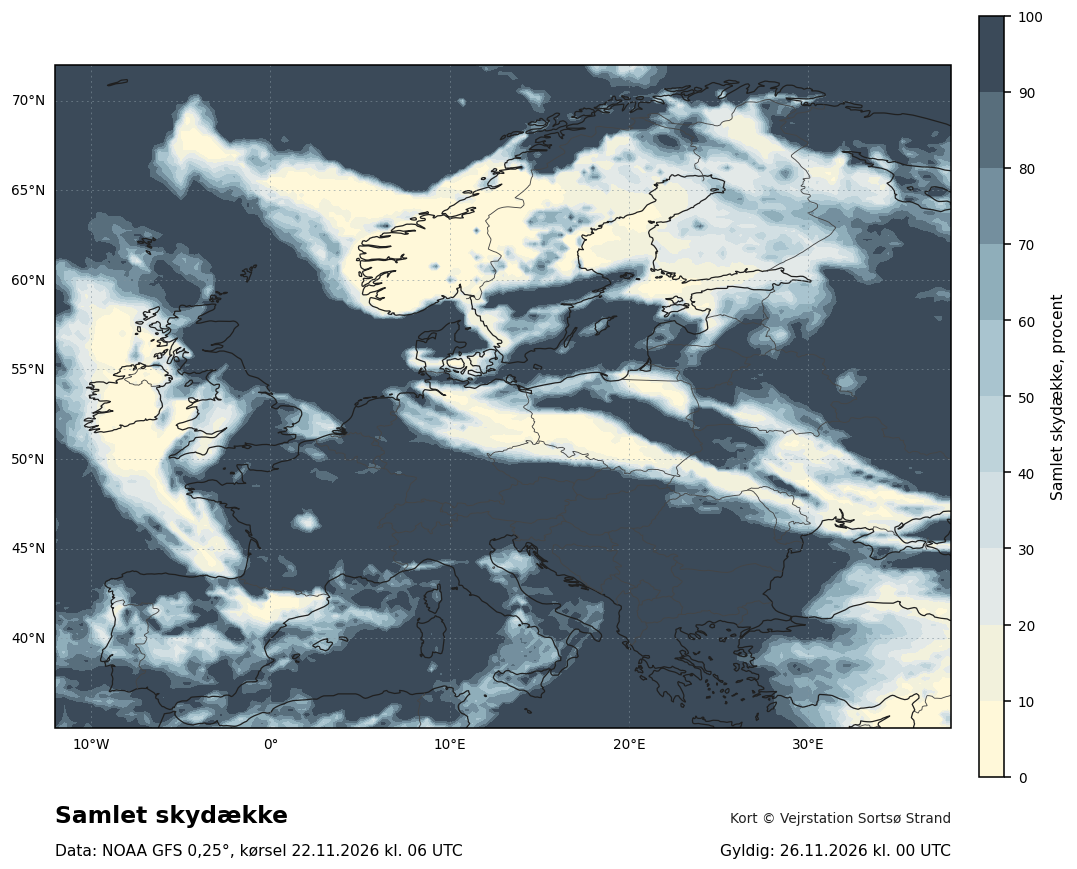 100
90
80
70
60
50
40
30
20
10
0
Samlet skydække, procent
70°N
65°N
60°N
55°N
50°N
45°N
40°N
10°W
0°
10°E
20°E
30°E
Samlet skydække
Kort © Vejrstation Sortsø Strand
Data: NOAA GFS 0,25°, kørsel 22.11.2026 kl. 06 UTC
Gyldig: 26.11.2026 kl. 00 UTC